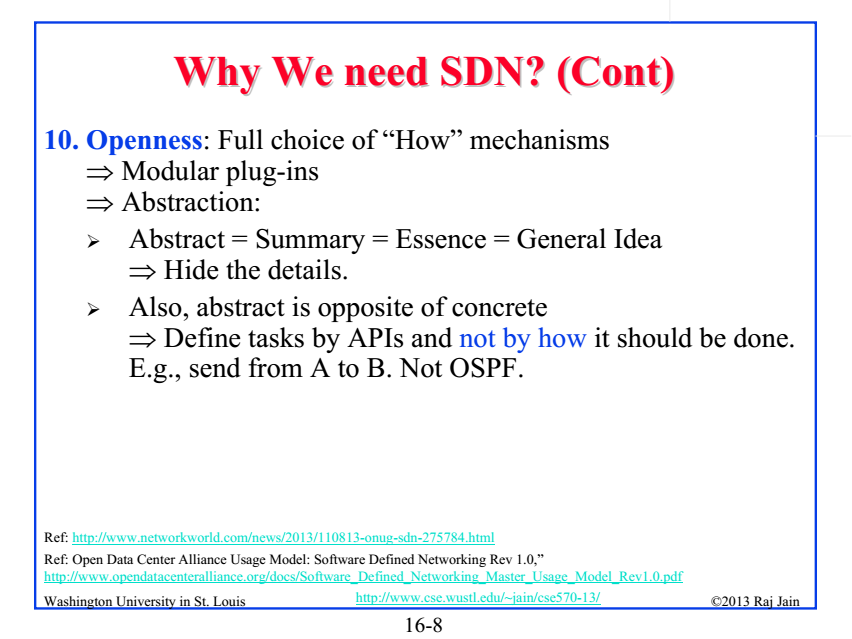 Why We need SDN? (Cont)
10. Openness: Full choice of “How” mechanisms
⇒ Modular plug-ins
⇒ Abstraction:
➢ Abstract = Summary = Essence = General Idea
⇒ Hide the details.
➢ Also, abstract is opposite of concrete
⇒ Define tasks by APIs and not by how it should be done.
E.g., send from A to B. Not OSPF.
Ref: http://www.networkworld.com/news/2013/110813-onug-sdn-275784.html
Ref: Open Data Center Alliance Usage Model: Software Defined Networking Rev 1.0,”
http://www.opendatacenteralliance.org/docs/Software_Defined_Networking_Master_Usage_Model_Rev1.0.pdf
Washington University in St. Louis http://www.cse.wustl.edu/~jain/cse570-13/ ©2013 Raj Jain
16-8